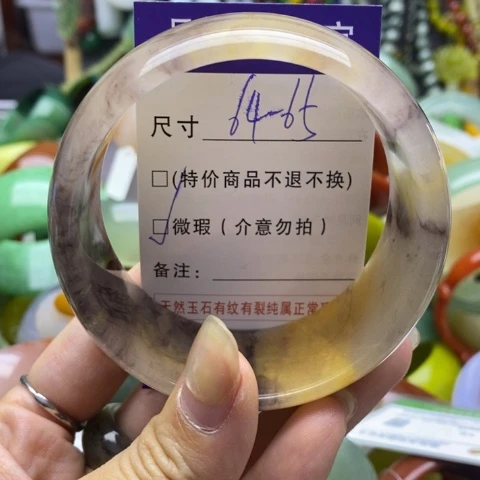 尺寸 64-65
□(特价商品不退不换)
☑微瑕(介意勿拍)
备注:
天然玉石有纹有裂纯属正常